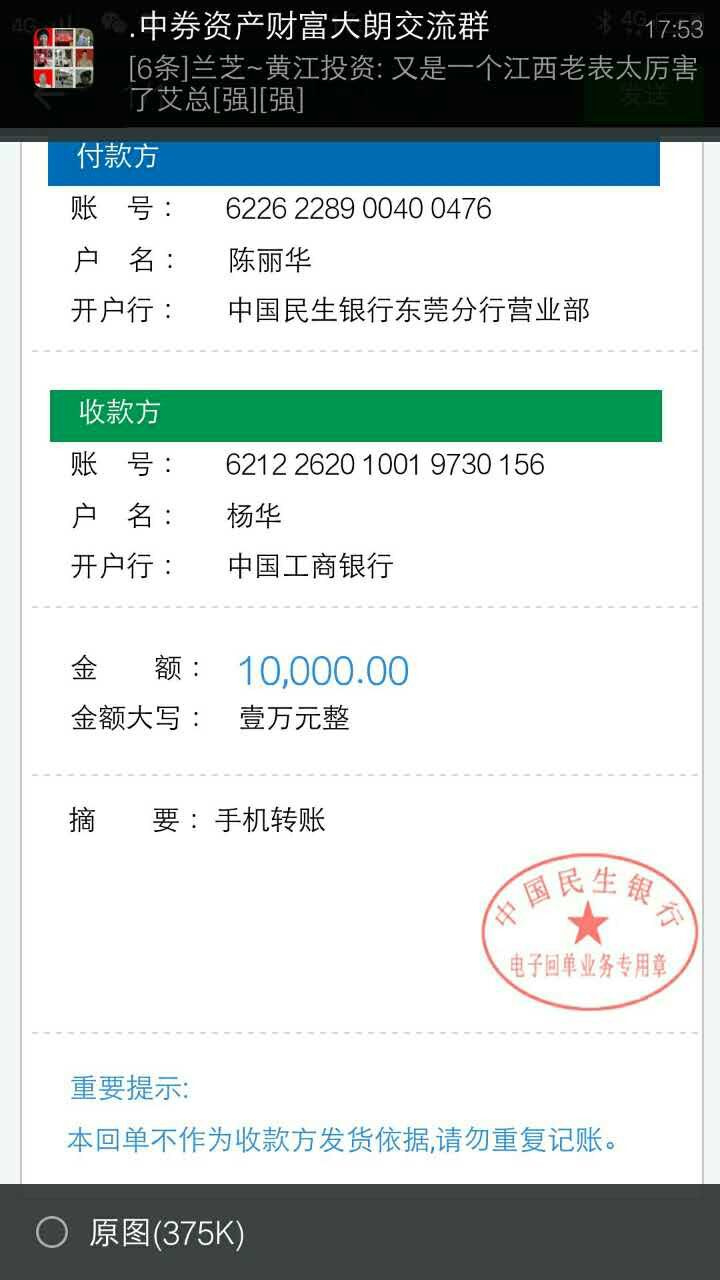 .中券资产财富大朗交流群
17:53
[6条]兰芝~黄江投资: 又是一个江西老表太厉害
了艾总[强][强]
4G
4G
发送
付款方
账 号： 6226 2289 0040 0476
户 名： 陈丽华
开户行： 中国民生银行东莞分行营业部
收款方
账 号： 6212 2620 1001 9730 156
户 名： 杨华
开户行： 中国工商银行
金 额： 10,000.00
金额大写： 壹万元整
摘 要：手机转账
中国民生银行
电子回单业务专用章
重要提示:
本回单不作为收款方发货依据,请勿重复记账。
原图(375K)